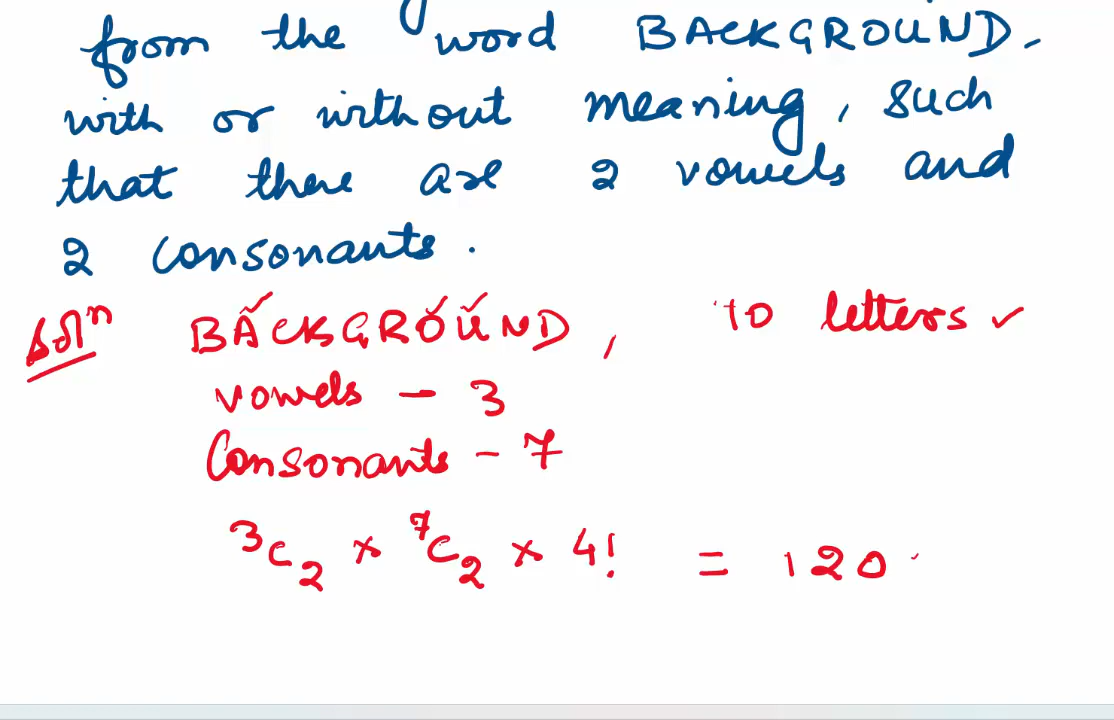 from the word BACKGROUND.
with or without meaning, such
that there are 2 vowels and
2 consonants.
Solⁿ BACKGROUND, 10 letters ✓
vowels - 3
Consonants - 7
³C₂ × ⁷C₂ × 4! = 120